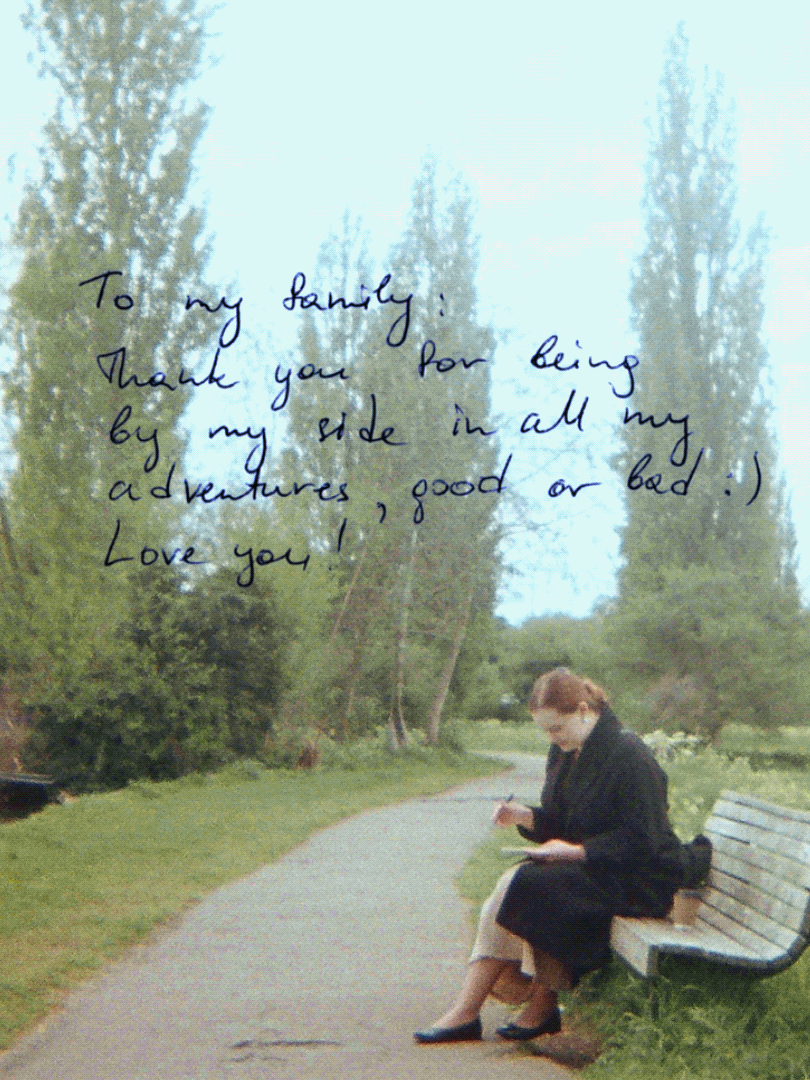 To my family:
Thank you for being
by my side in all my
adventures, good or bad :)
Love you!